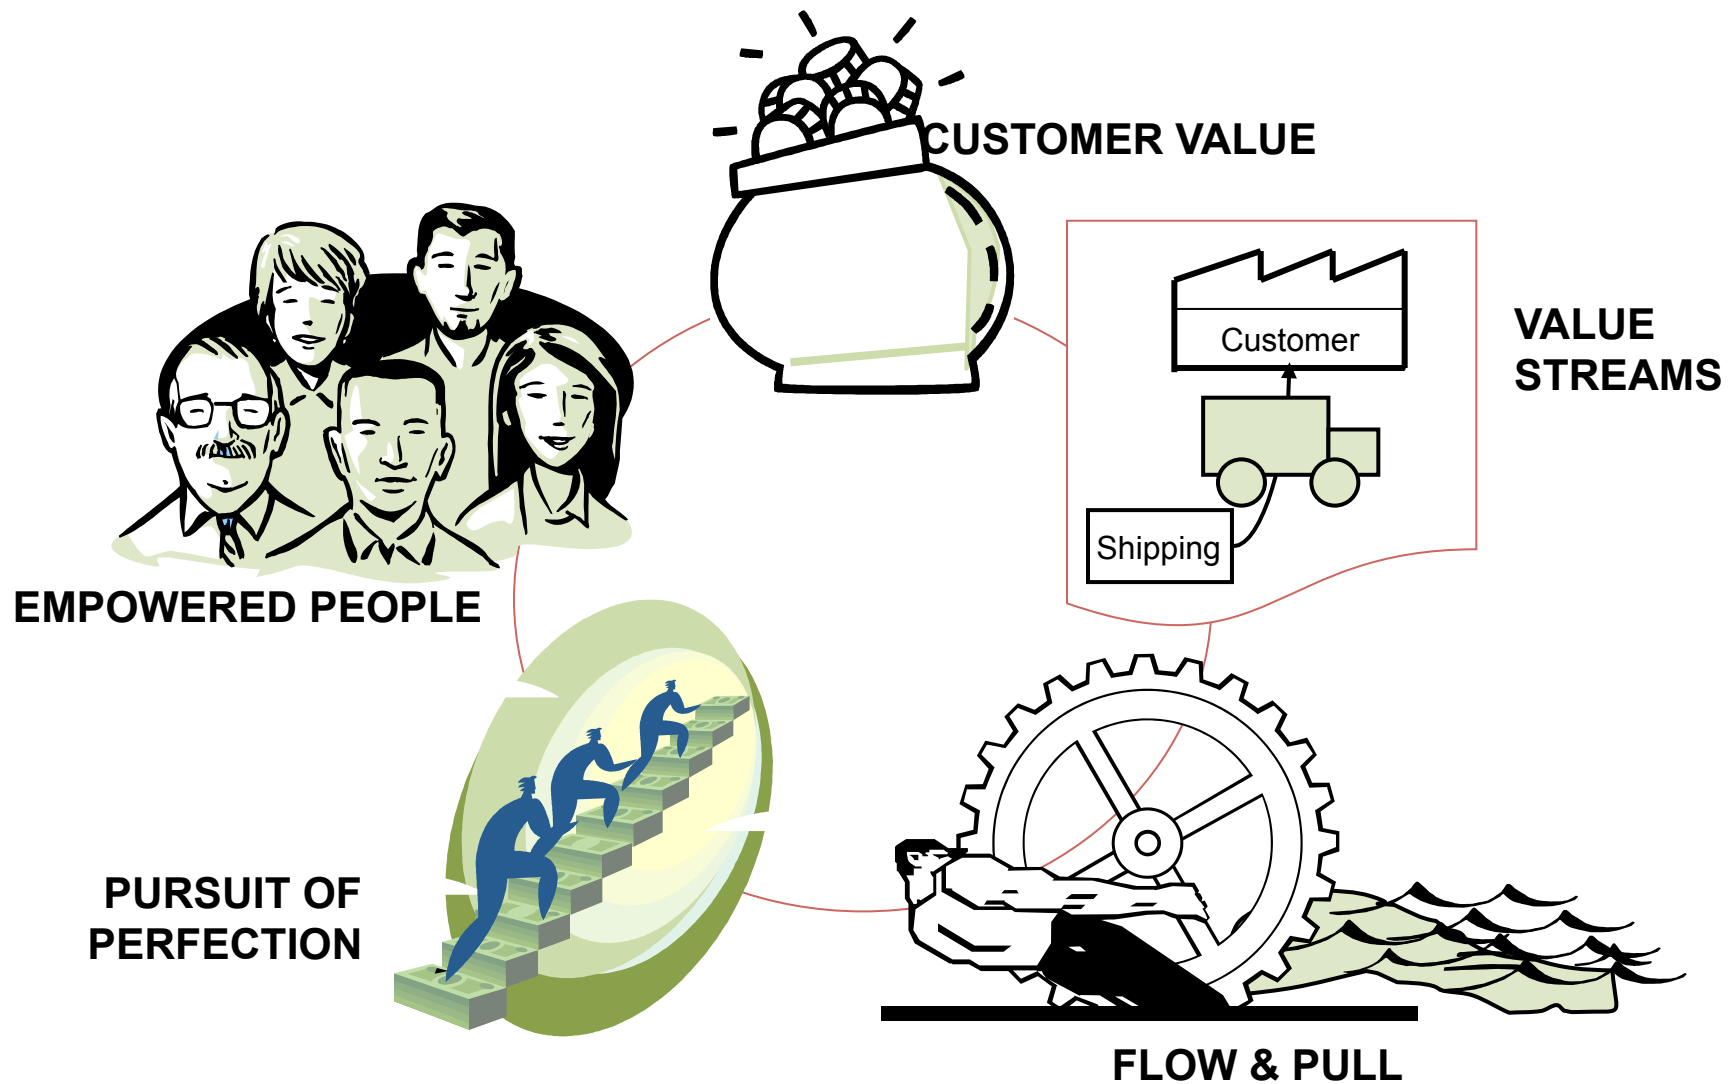 CUSTOMER VALUE
VALUE
STREAMS
Customer
Shipping
EMPOWERED PEOPLE
PURSUIT OF
PERFECTION
FLOW & PULL